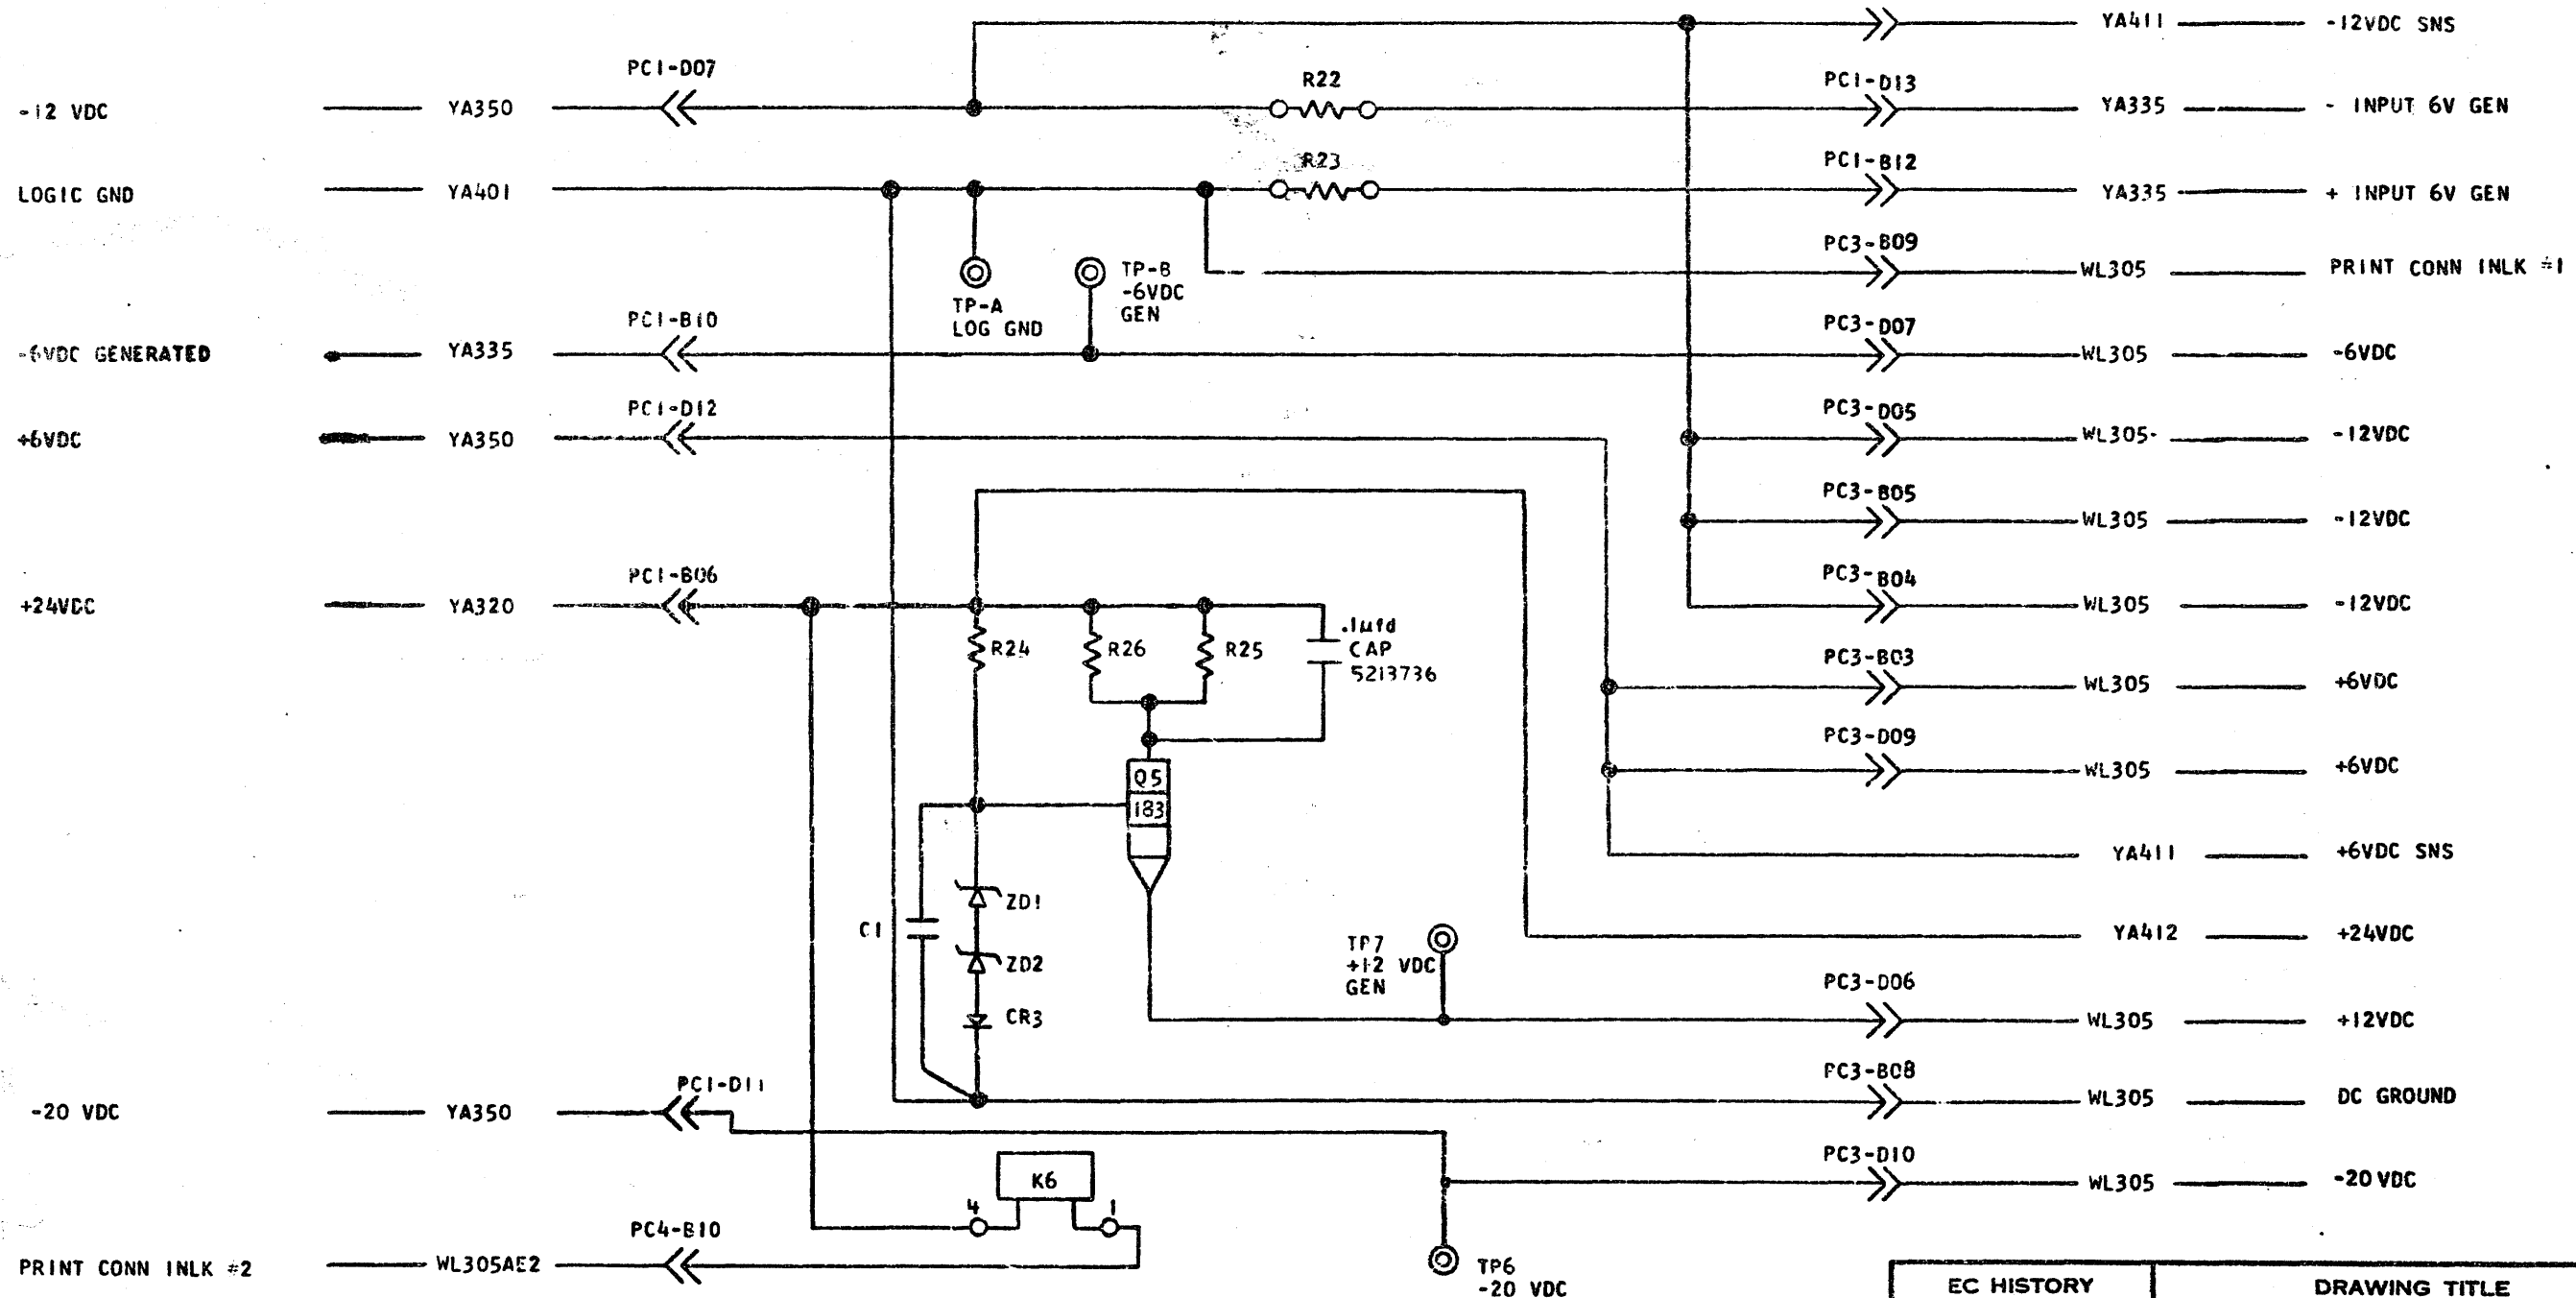 YA411 -12VDC SNS
PC1-D07 R22 PC1-D13
-12 VDC YA350 YA335 - INPUT 6V GEN
R23 PC1-B12
LOGIC GND YA401 YA335 + INPUT 6V GEN
PC3-B09
TP-B
-6VDC
GEN
WL305 PRINT CONN INLK #1
TP-A
LOG GND
PC1-B10 PC3-D07
-6VDC GENERATED YA335 WL305 -6VDC
PC1-D12 PC3-D05
+6VDC YA350 WL305 -12VDC
PC3-B05
WL305 -12VDC
PC1-B06 PC3-B04
+24VDC YA320 WL305 -12VDC
R24 R26 R25
.1µfd
CAP
5213736
PC3-B03
WL305 +6VDC
PC3-D09
Q5
183
WL305 +6VDC
YA411 +6VDC SNS
ZD1
C1
YA412 +24VDC
TP7
+12 VDC
GEN
ZD2
PC3-D06
CR3
WL305 +12VDC
PC1-D11 PC3-B08
-20 VDC YA350 WL305 DC GROUND
PC3-D10
K6
WL305 -20 VDC
4 1
PC4-B10
PRINT CONN INLK #2 WL305AE2
TP6
-20 VDC
EC HISTORY DRAWING TITLE